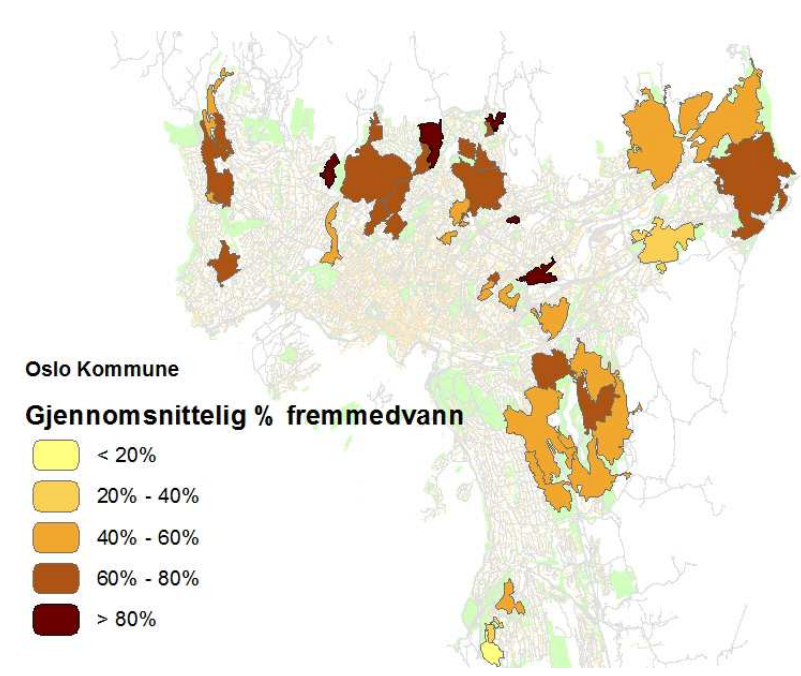 Oslo Kommune
Gjennomsnittelig % fremmedvann
< 20%
20% - 40%
40% - 60%
60% - 80%
> 80%